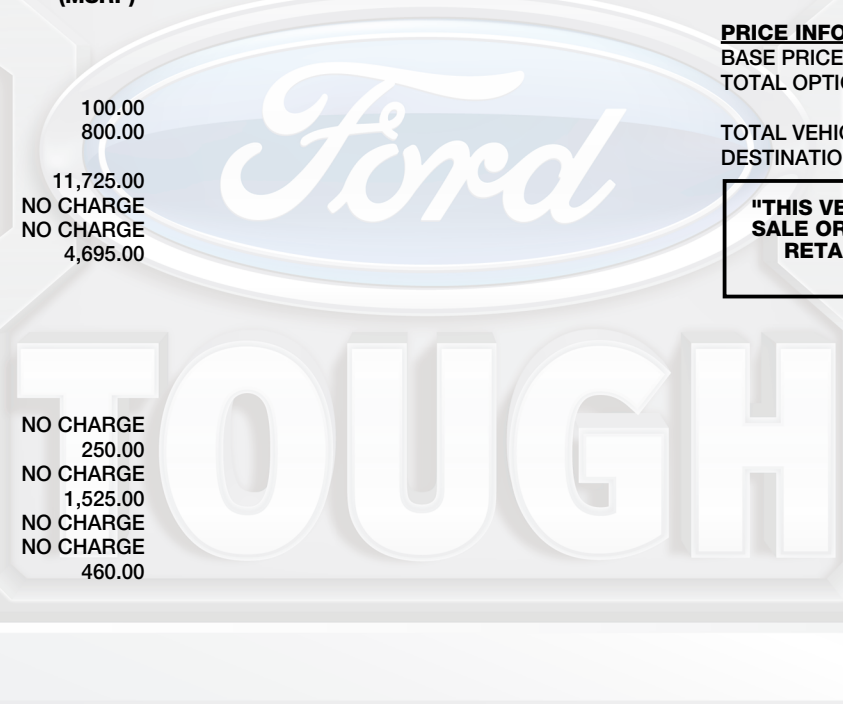 (MSRP)
100.00
800.00
11,725.00
NO CHARGE
NO CHARGE
4,695.00
NO CHARGE
250.00
NO CHARGE
1,525.00
NO CHARGE
NO CHARGE
460.00
PRICE INFO
BASE PRICE
TOTAL OPTI
TOTAL VEHI
DESTINATIO
"THIS VE
SALE OR
RETA
Ford
TOUGH